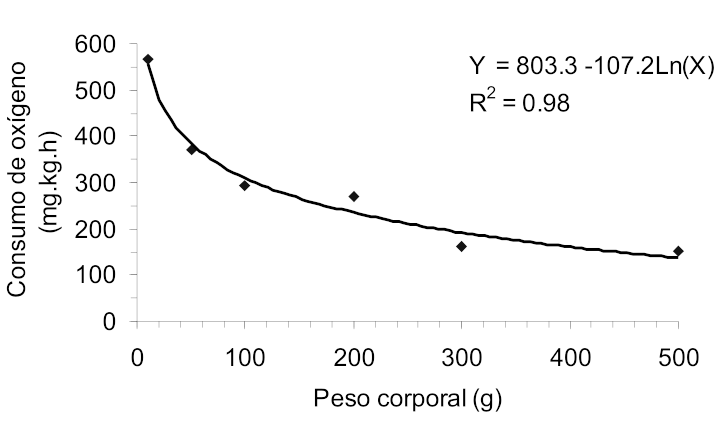 Y = 803.3 -107.2Ln(X)
R² = 0.98
Consumo de oxígeno
(mg.kg.h)
600
500
400
300
200
100
0
0 100 200 300 400 500
Peso corporal (g)